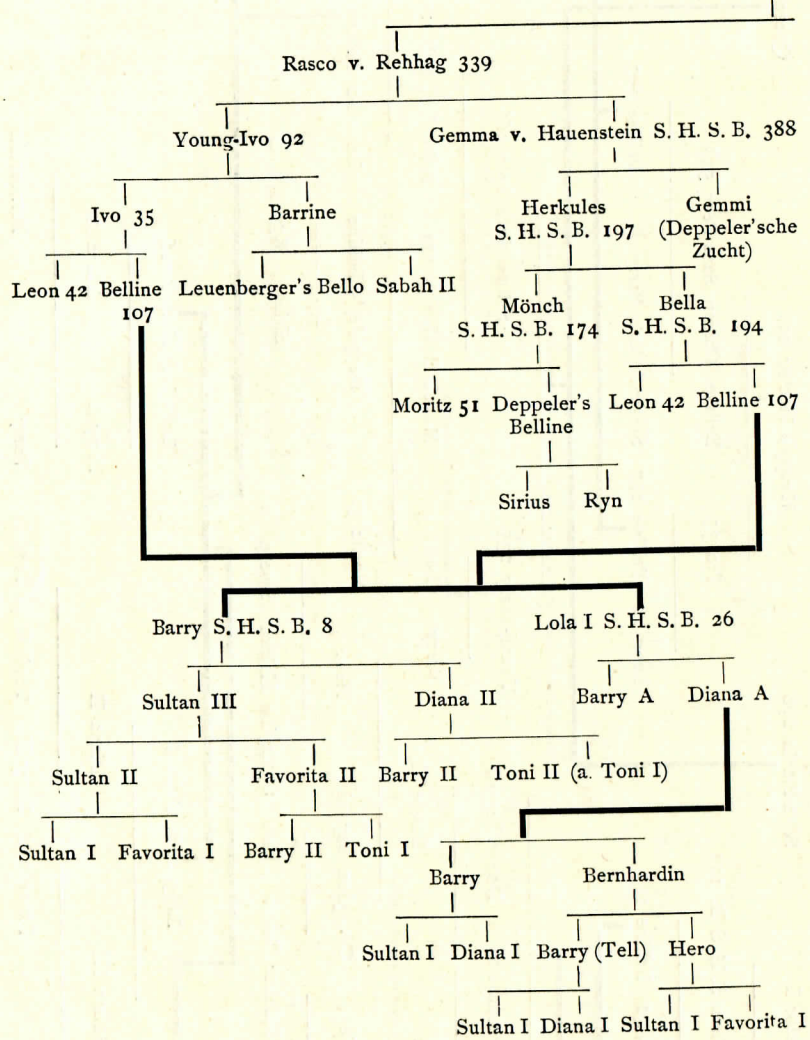 Rasco v. Rehhag 339
Young-Ivo 92 Gemma v. Hauenstein S. H. S. B. 388
Ivo 35 Barrine Herkules Gemmi
S. H. S. B. 197 (Deppeler'sche
Zucht)
Leon 42 Belline Leuenberger's Bello Sabah II
107
Mönch Bella
S. H. S. B. 174 S. H. S. B. 194
Moritz 51 Deppeler's Leon 42 Belline 107
Belline
Sirius Ryn
Barry S. H. S. B. 8 Lola I S. H. S. B. 26
Sultan III Diana II Barry A Diana A
Sultan II Favorita II Barry II Toni II (a. Toni I)
Sultan I Favorita I Barry II Toni I
Barry Bernhardin
Sultan I Diana I Barry (Tell) Hero
Sultan I Diana I Sultan I Favorita I